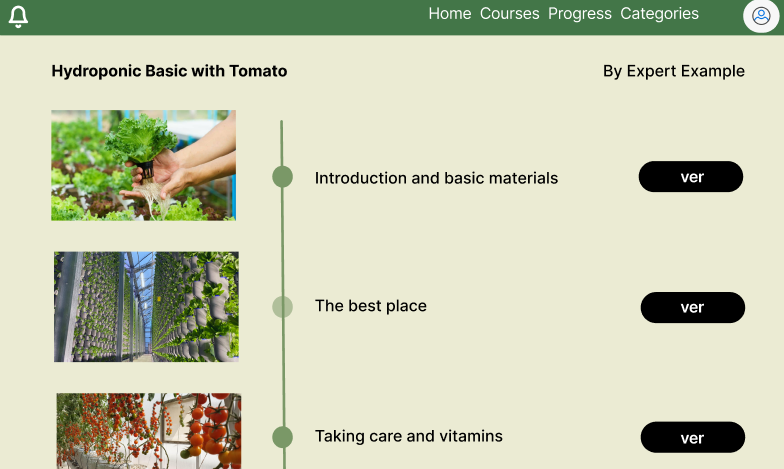 Home Courses Progress Categories
Hydroponic Basic with Tomato
By Expert Example
Introduction and basic materials
ver
The best place
ver
Taking care and vitamins
ver